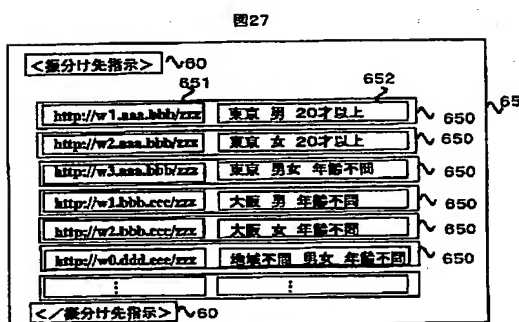 図27
<振分け先指示> 60
651 652
65
http://w1.aaa.bbb/zzz 東京 男 20才以上 650
http://w2.aaa.bbb/zzz 東京 女 20才以上 650
http://w3.aaa.bbb/zzz 東京 男女 年齢不問 650
http://w1.bbb.ccc/zzz 大阪 男 年齢不問 650
http://w2.bbb.ccc/zzz 大阪 女 年齢不問 650
http://w0.ddd.eee/zzz 地域不問 男女 年齢不問 650
⋮ ⋮
</振分け先指示> 60